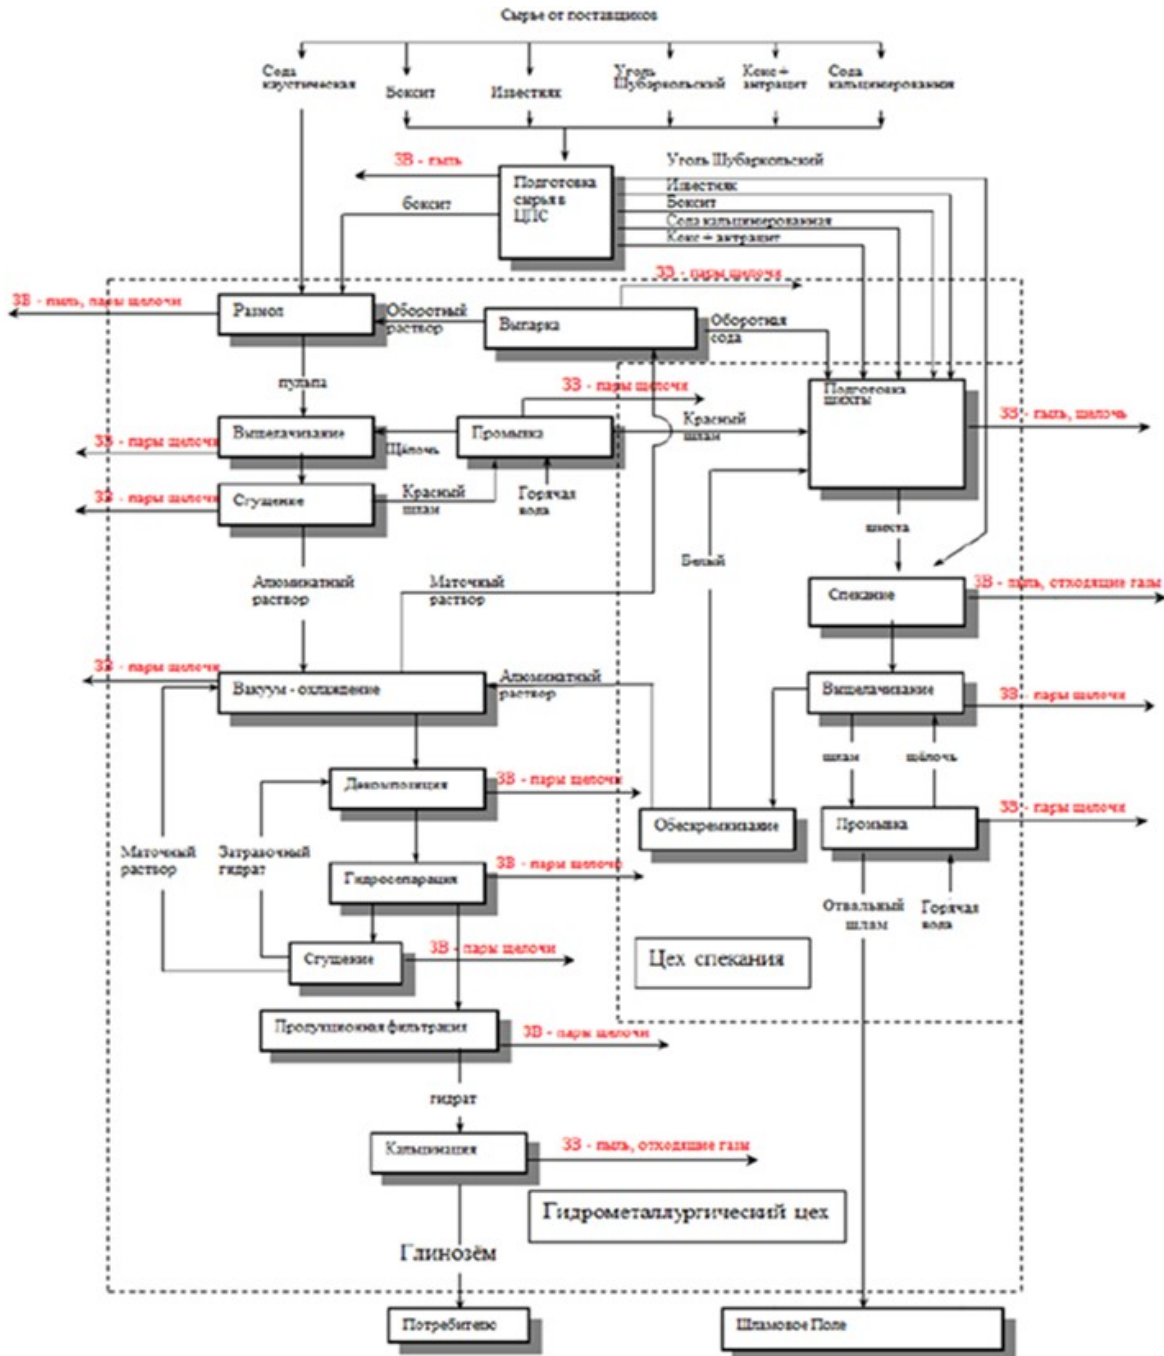 Сырье от поставщиков
Сода
каустическая
Боксит
Известняк
Уголь
Шубаркольский
Кокс +
антрацит
Сода
кальцинированная
ЗВ - пыль
Подготовка
сырья в
ЦПС
Уголь Шубаркольский
Известняк
Боксит
Сода кальцинированная
Кокс + антрацит
боксит
ЗВ - пары щелочи
ЗВ - пыль, пары щелочи
Размол
Оборотный
раствор
Выпарка
Оборотная
сода
пульпа
ЗВ - пары щелочи
Подготовка
шихты
Выщелачивание
Щёлочь
Промывка
Красный
шлам
ЗВ - пыль, щелочь
ЗВ - пары щелочи
ЗВ - пары щелочи
Сгущение
Красный
шлам
Горячая
вода
шихта
Белый
Алюминатный
раствор
Маточный
раствор
Спекание
ЗВ - пыль, отходящие газы
ЗВ - пары щелочи
Вакуум - охлаждение
Алюминатный
раствор
Выщелачивание
ЗВ - пары щелочи
шлам
щёлочь
Декомпозиция
ЗВ - пары щелочи
Обескремнивание
Промывка
ЗВ - пары щелочи
Маточный
раствор
Затравочный
гидрат
Гидросепарация
ЗВ - пары щелочи
Отвальный
шлам
Горячая
вода
Сгущение
ЗВ - пары щелочи
Цех спекания
Продукционная фильтрация
ЗВ - пары щелочи
гидрат
Кальцинация
ЗВ - пыль, отходящие газы
Гидрометаллургический цех
Глинозём
Потребителю
Шламовое Поле